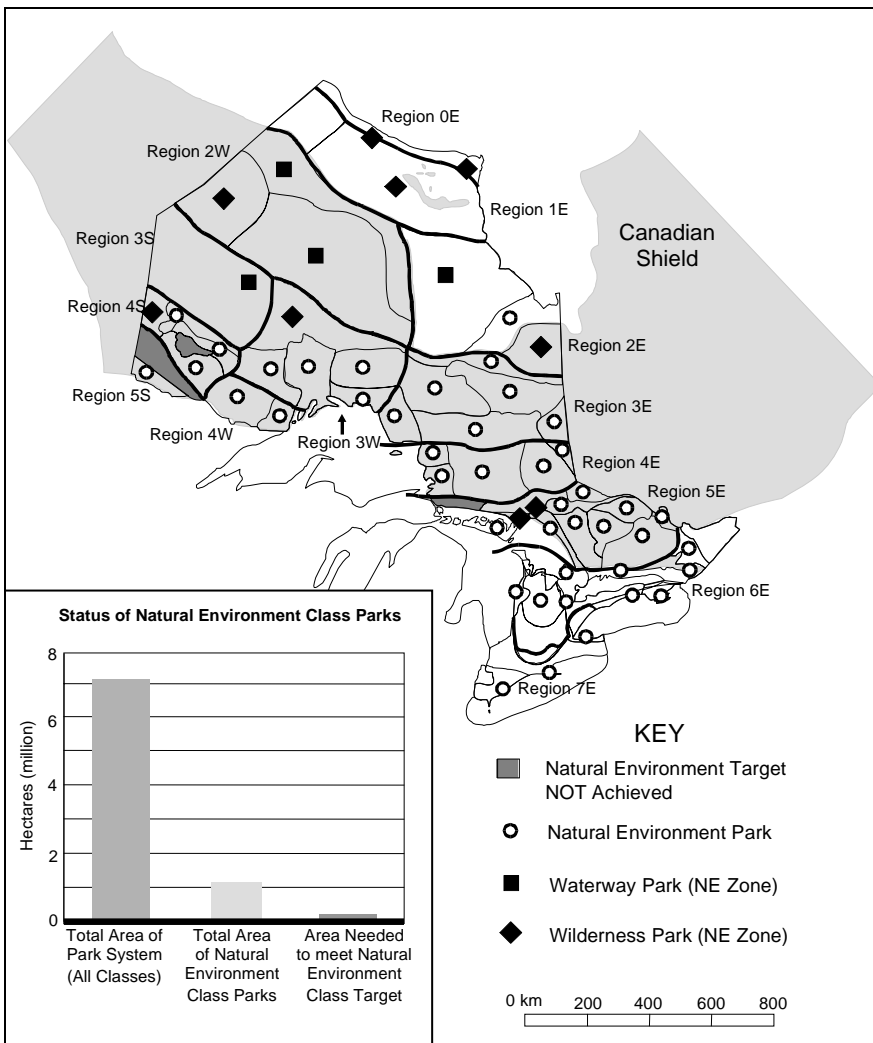 Region 0E
Region 2W
Region 1E
Canadian
Shield
Region 3S
Region 4S
Region 2E
Region 5S
Region 3E
Region 4W
Region 3W
Region 4E
Region 5E
Region 6E
Region 7E
Status of Natural Environment Class Parks
8
6
4
2
0
Hectares (million)
Total Area of
Park System
(All Classes)
Total Area
of Natural
Environment
Class Parks
Area Needed
to meet Natural
Environment
Class Target
KEY
Natural Environment Target
NOT Achieved
Natural Environment Park
Waterway Park (NE Zone)
Wilderness Park (NE Zone)
0 km 200 400 600 800